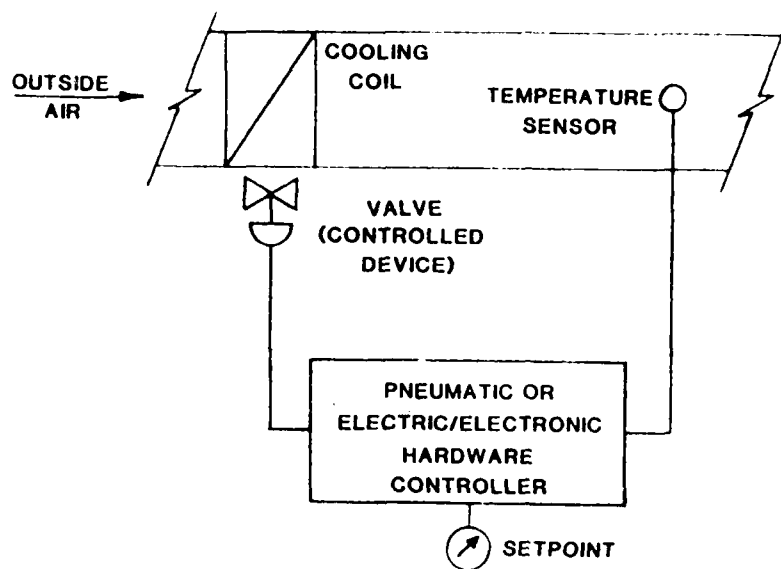 OUTSIDE
AIR
COOLING
COIL
TEMPERATURE
SENSOR
VALVE
(CONTROLLED
DEVICE)
PNEUMATIC OR
ELECTRIC/ELECTRONIC
HARDWARE
CONTROLLER
SETPOINT